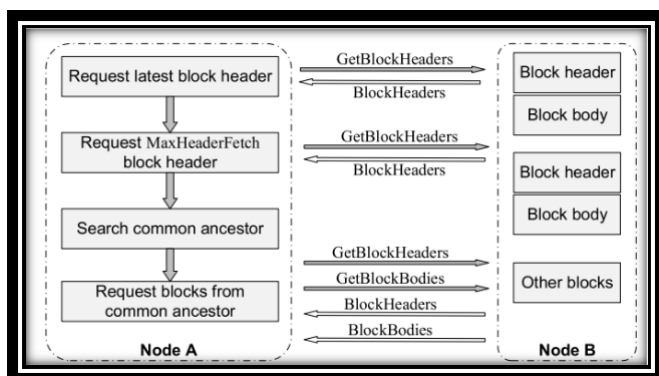 Request latest block header
Request MaxHeaderFetch
block header
Search common ancestor
Request blocks from
common ancestor
Node A
GetBlockHeaders
BlockHeaders
GetBlockHeaders
BlockHeaders
GetBlockHeaders
GetBlockBodies
BlockHeaders
BlockBodies
Block header
Block body
Block header
Block body
Other blocks
Node B